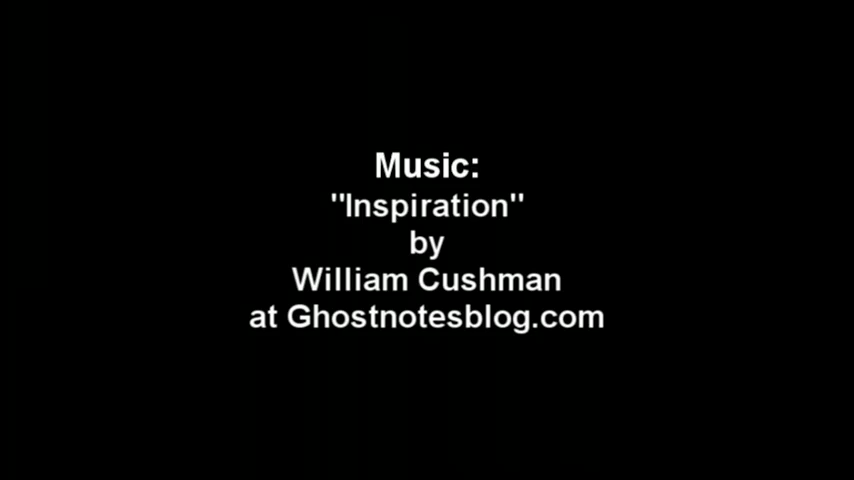 Music:
"Inspiration"
by
William Cushman
at Ghostnotesblog.com